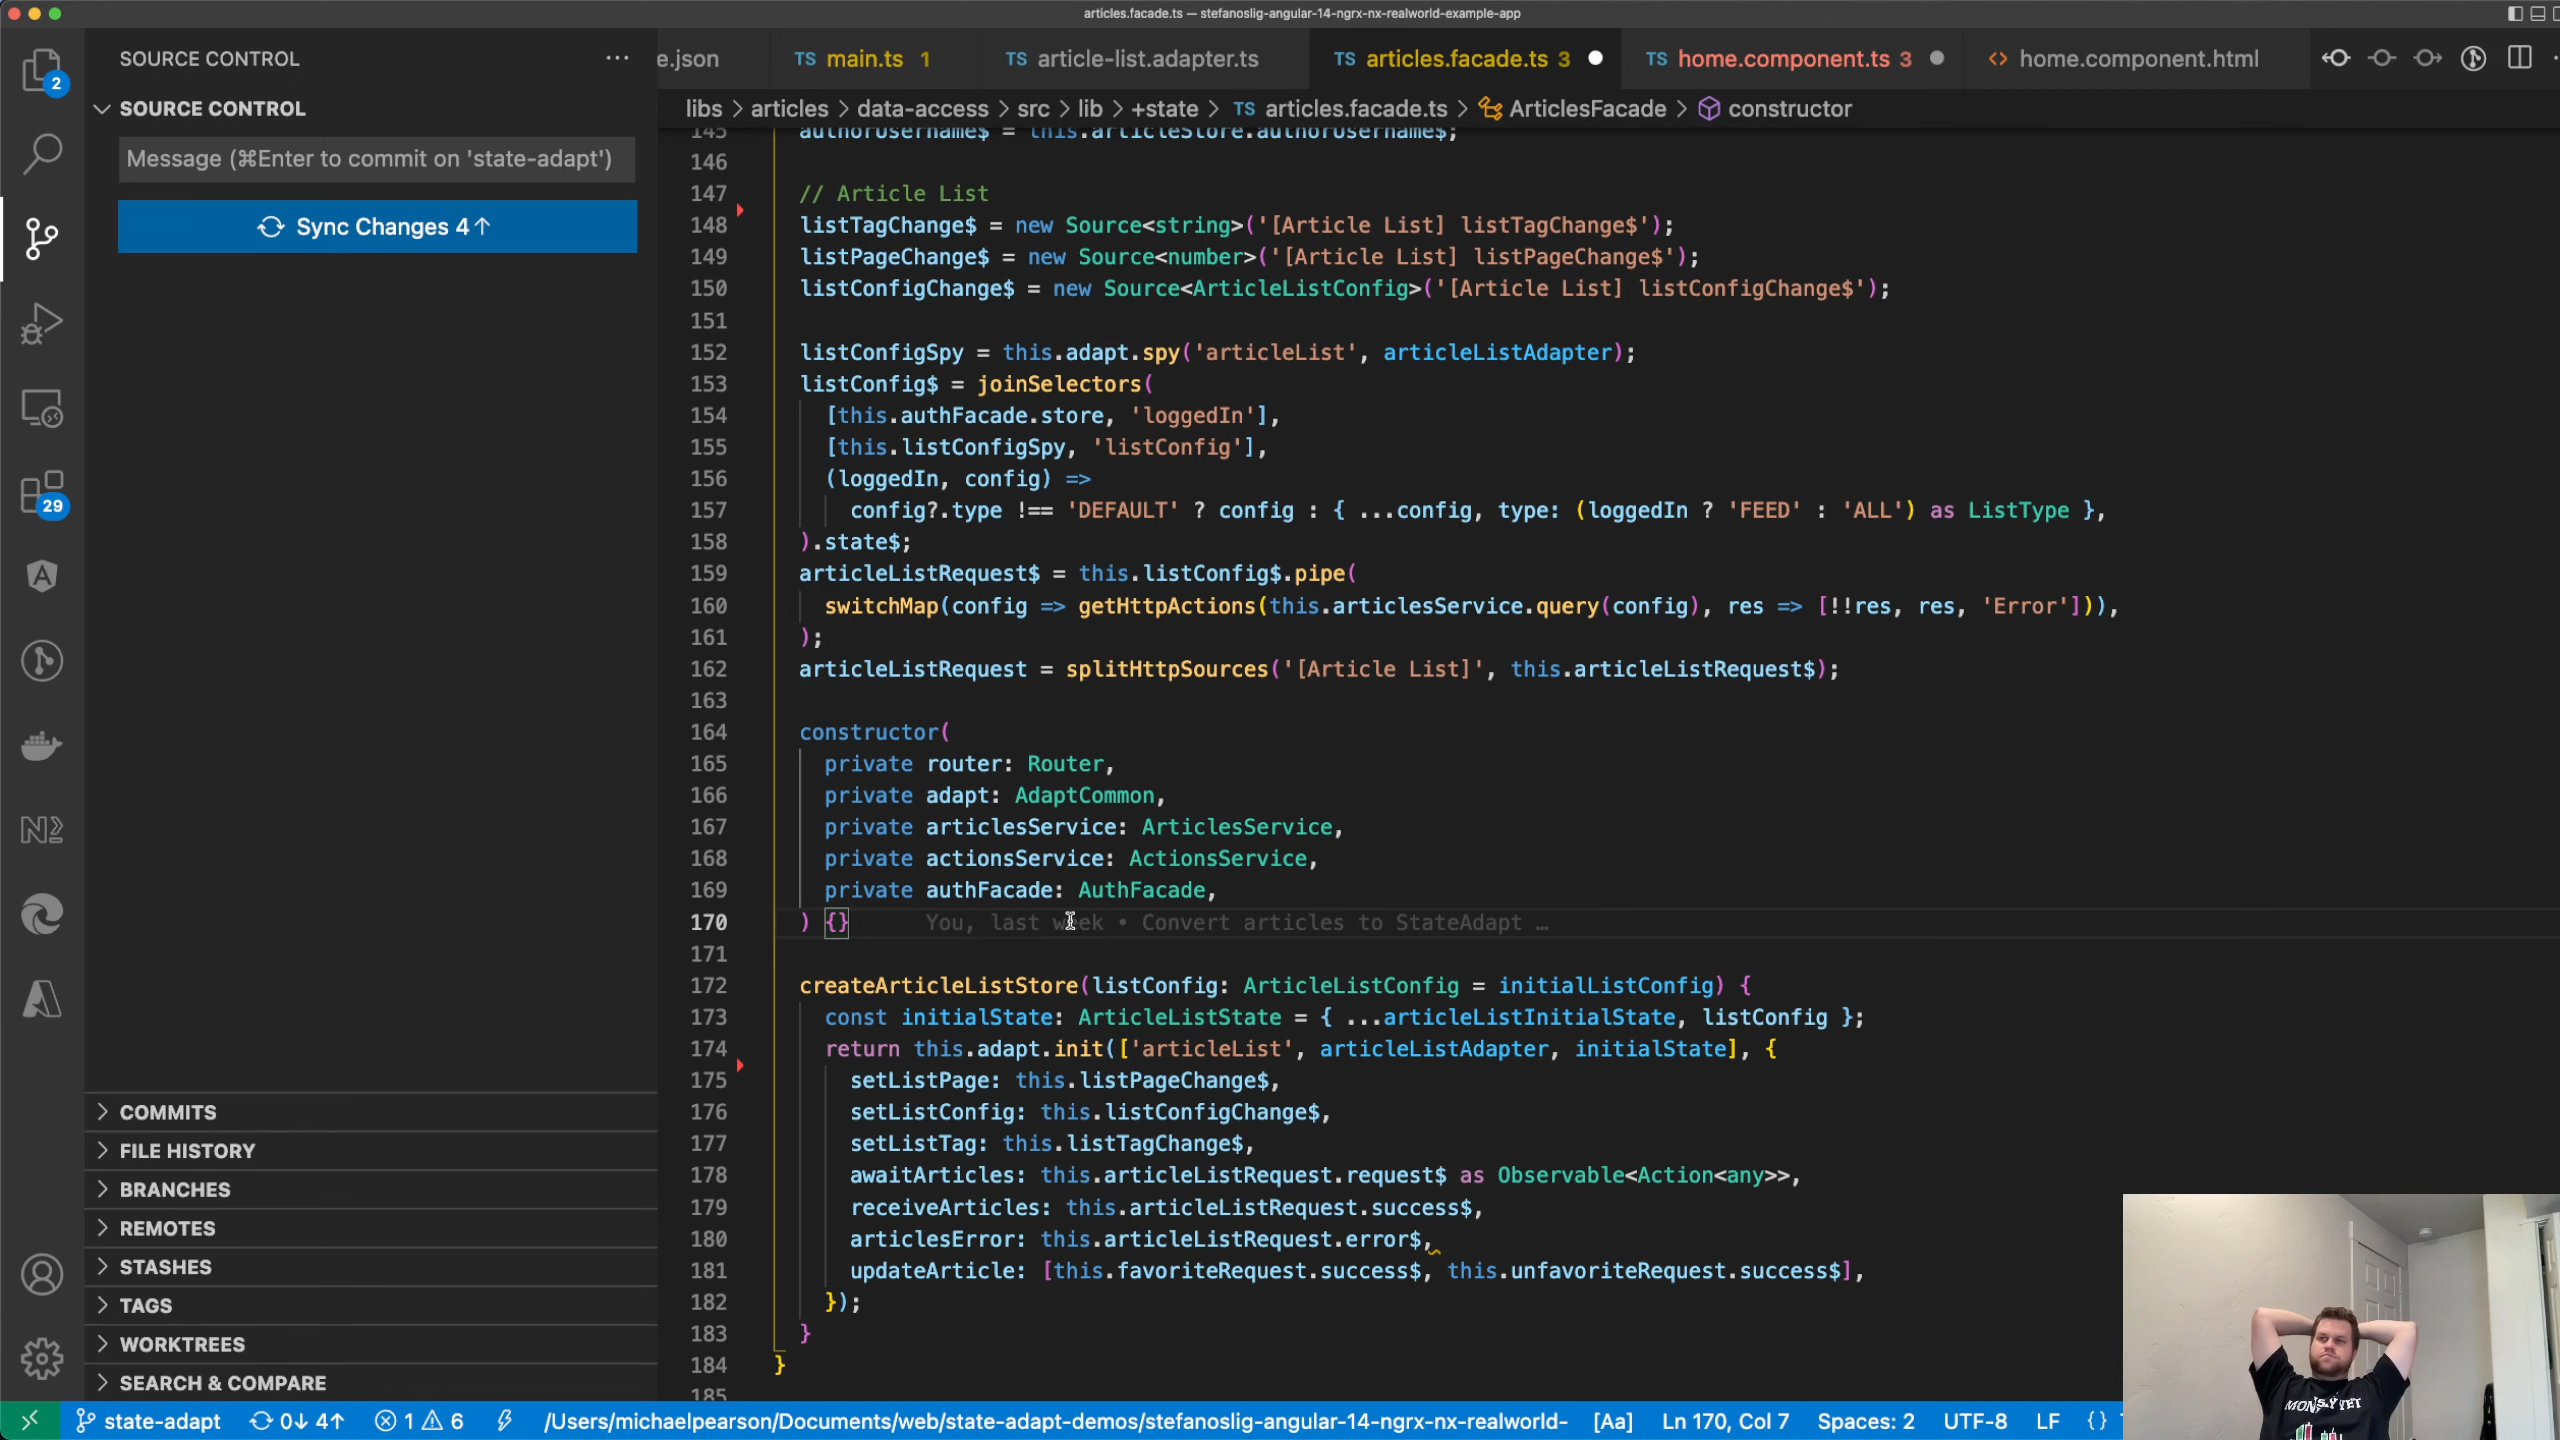 articles.facade.ts — stefanoslig-angular-14-ngrx-nx-realworld-example-app
SOURCE CONTROL
e.json
TS main.ts 1
TS article-list.adapter.ts
TS articles.facade.ts 3
TS home.component.ts 3
<> home.component.html
SOURCE CONTROL
libs > articles > data-access > src > lib > +state > TS articles.facade.ts > ArticlesFacade > constructor
Message (⌘Enter to commit on 'state-adapt')
Sync Changes 4↑
2
29
145 authorUsername$ = this.articleStore.authorUsername$;
146
147 // Article List
148 listTagChange$ = new Source<string>('[Article List] listTagChange$');
149 listPageChange$ = new Source<number>('[Article List] listPageChange$');
150 listConfigChange$ = new Source<ArticleListConfig>('[Article List] listConfigChange$');
151
152 listConfigSpy = this.adapt.spy('articleList', articleListAdapter);
153 listConfig$ = joinSelectors(
154 [this.authFacade.store, 'loggedIn'],
155 [this.listConfigSpy, 'listConfig'],
156 (loggedIn, config) =>
157 config?.type !== 'DEFAULT' ? config : { ...config, type: (loggedIn ? 'FEED' : 'ALL') as ListType },
158 ).state$;
159 articleListRequest$ = this.listConfig$.pipe(
160 switchMap(config => getHttpActions(this.articlesService.query(config), res => [!!res, res, 'Error'])),
161 );
162 articleListRequest = splitHttpSources('[Article List]', this.articleListRequest$);
163
164 constructor(
165 private router: Router,
166 private adapt: AdaptCommon,
167 private articlesService: ArticlesService,
168 private actionsService: ActionsService,
169 private authFacade: AuthFacade,
170 ) {} You, last week • Convert articles to StateAdapt …
171
172 createArticleListStore(listConfig: ArticleListConfig = initialListConfig) {
173 const initialState: ArticleListState = { ...articleListInitialState, listConfig };
174 return this.adapt.init(['articleList', articleListAdapter, initialState], {
175 setListPage: this.listPageChange$,
176 setListConfig: this.listConfigChange$,
177 setListTag: this.listTagChange$,
178 awaitArticles: this.articleListRequest.request$ as Observable<Action<any>>,
179 receiveArticles: this.articleListRequest.success$,
180 articlesError: this.articleListRequest.error$,
181 updateArticle: [this.favoriteRequest.success$, this.unfavoriteRequest.success$],
182 });
183 }
184 }
185
COMMITS
FILE HISTORY
BRANCHES
REMOTES
STASHES
TAGS
WORKTREES
SEARCH & COMPARE
state-adapt 0↓ 4↑ 1 6 /Users/michaelpearson/Documents/web/state-adapt-demos/stefanoslig-angular-14-ngrx-nx-realworld- [Aa] Ln 170, Col 7 Spaces: 2 UTF-8 LF {}